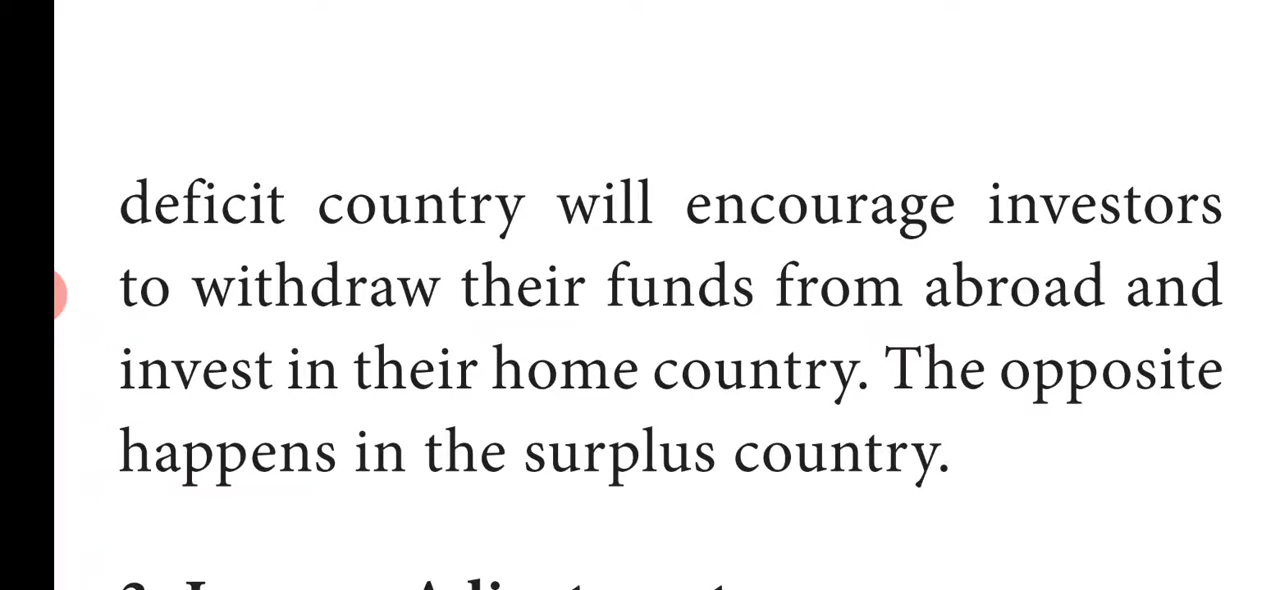 deficit country will encourage investors
to withdraw their funds from abroad and
invest in their home country. The opposite
happens in the surplus country.